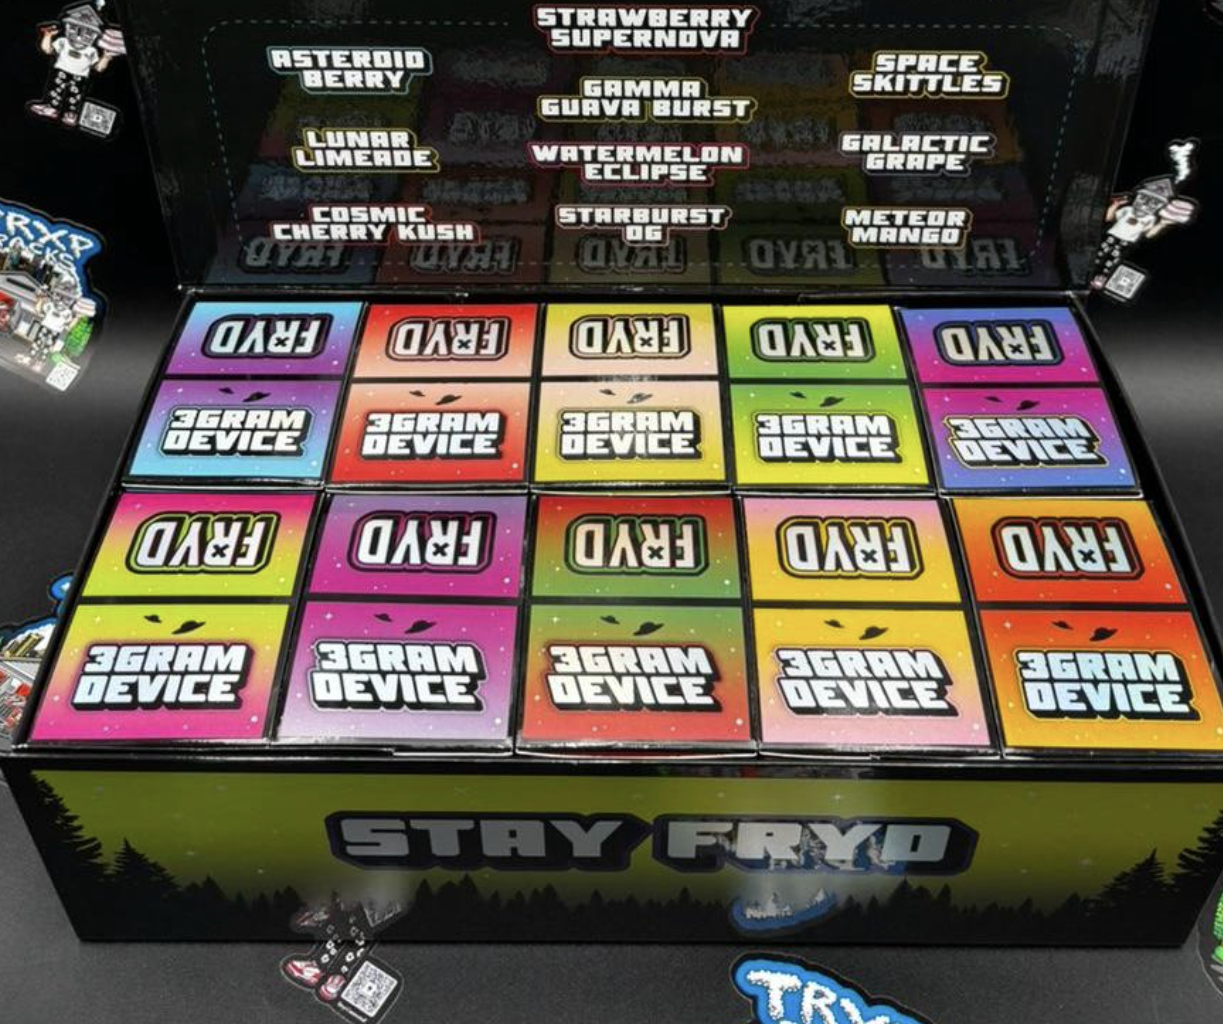 STRAWBERRY
SUPERNOVA
ASTEROID
BERRY
SPACE
SKITTLES
GAMMA
GUAVA BURST
LUNAR
LIMEADE
WATERMELON
ECLIPSE
GALACTIC
GRAPE
COSMIC
CHERRY KUSH
STARBURST
OG
METEOR
MANGO
FRYD
FRYD
FRYD
FRYD
FRYD
3GRAM
DEVICE
3GRAM
DEVICE
3GRAM
DEVICE
3GRAM
DEVICE
3GRAM
DEVICE
FRYD
FRYD
FRYD
FRYD
FRYD
3GRAM
DEVICE
3GRAM
DEVICE
3GRAM
DEVICE
3GRAM
DEVICE
3GRAM
DEVICE
STAY FRYD